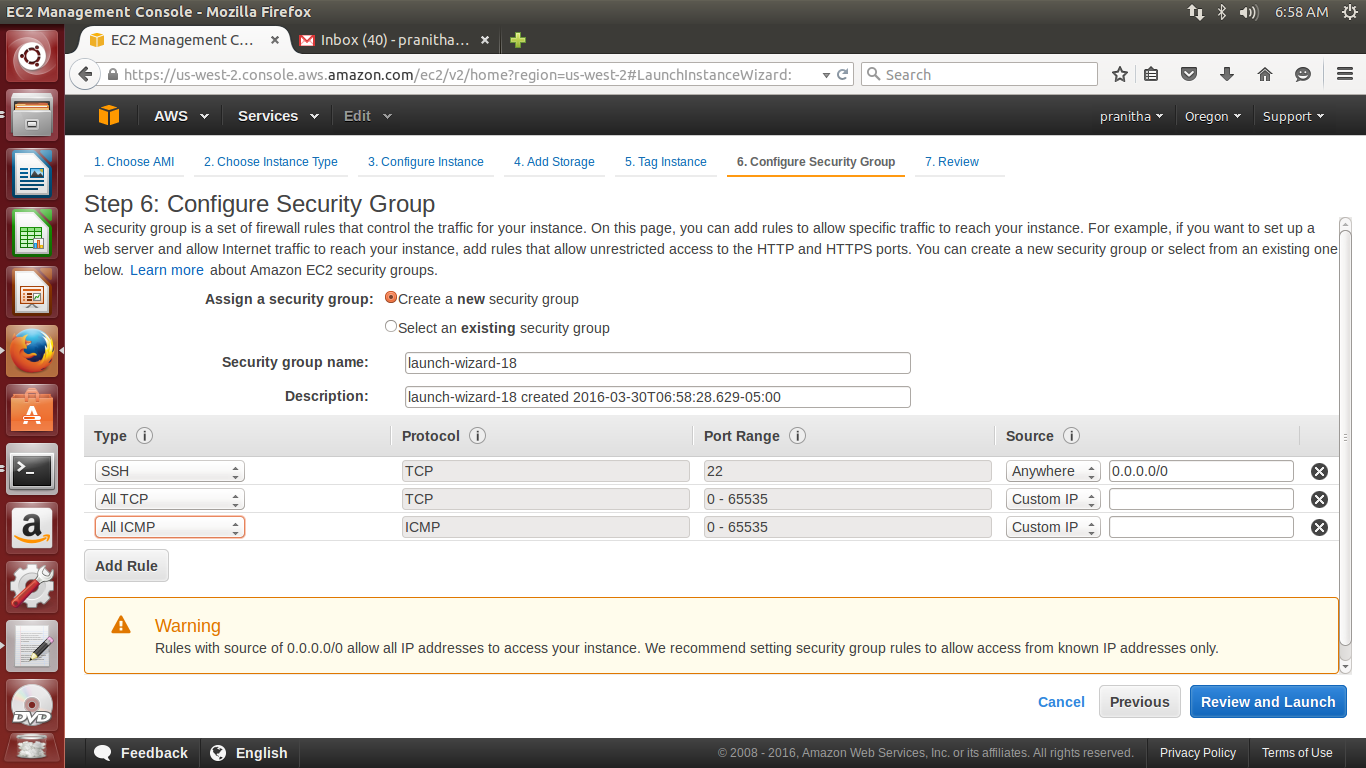 EC2 Management Console - Mozilla Firefox
6:58 AM
EC2 Management C...
Inbox (40) - pranitha...
https://us-west-2.console.aws.amazon.com/ec2/v2/home?region=us-west-2#LaunchInstanceWizard:
Search
AWS Services Edit
pranitha Oregon Support
1. Choose AMI 2. Choose Instance Type 3. Configure Instance 4. Add Storage 5. Tag Instance 6. Configure Security Group 7. Review
Step 6: Configure Security Group
A security group is a set of firewall rules that control the traffic for your instance. On this page, you can add rules to allow specific traffic to reach your instance. For example, if you want to set up a
web server and allow Internet traffic to reach your instance, add rules that allow unrestricted access to the HTTP and HTTPS ports. You can create a new security group or select from an existing one
below. Learn more about Amazon EC2 security groups.
Assign a security group: Create a new security group
Select an existing security group
Security group name: launch-wizard-18
Description: launch-wizard-18 created 2016-03-30T06:58:28.629-05:00
Type i Protocol i Port Range i Source i
SSH TCP 22 Anywhere 0.0.0.0/0
All TCP TCP 0 - 65535 Custom IP
All ICMP ICMP 0 - 65535 Custom IP
Add Rule
Warning
Rules with source of 0.0.0.0/0 allow all IP addresses to access your instance. We recommend setting security group rules to allow access from known IP addresses only.
Cancel Previous Review and Launch
DVD
Feedback English
© 2008 - 2016, Amazon Web Services, Inc. or its affiliates. All rights reserved. Privacy Policy Terms of Use